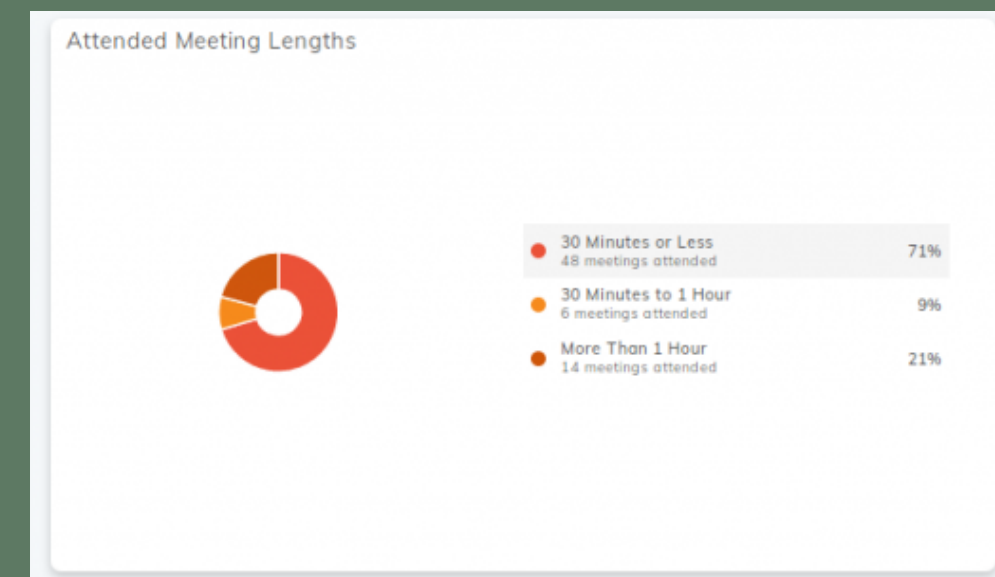 Attended Meeting Lengths
30 Minutes or Less
48 meetings attended
71%
30 Minutes to 1 Hour
6 meetings attended
9%
More Than 1 Hour
14 meetings attended
21%